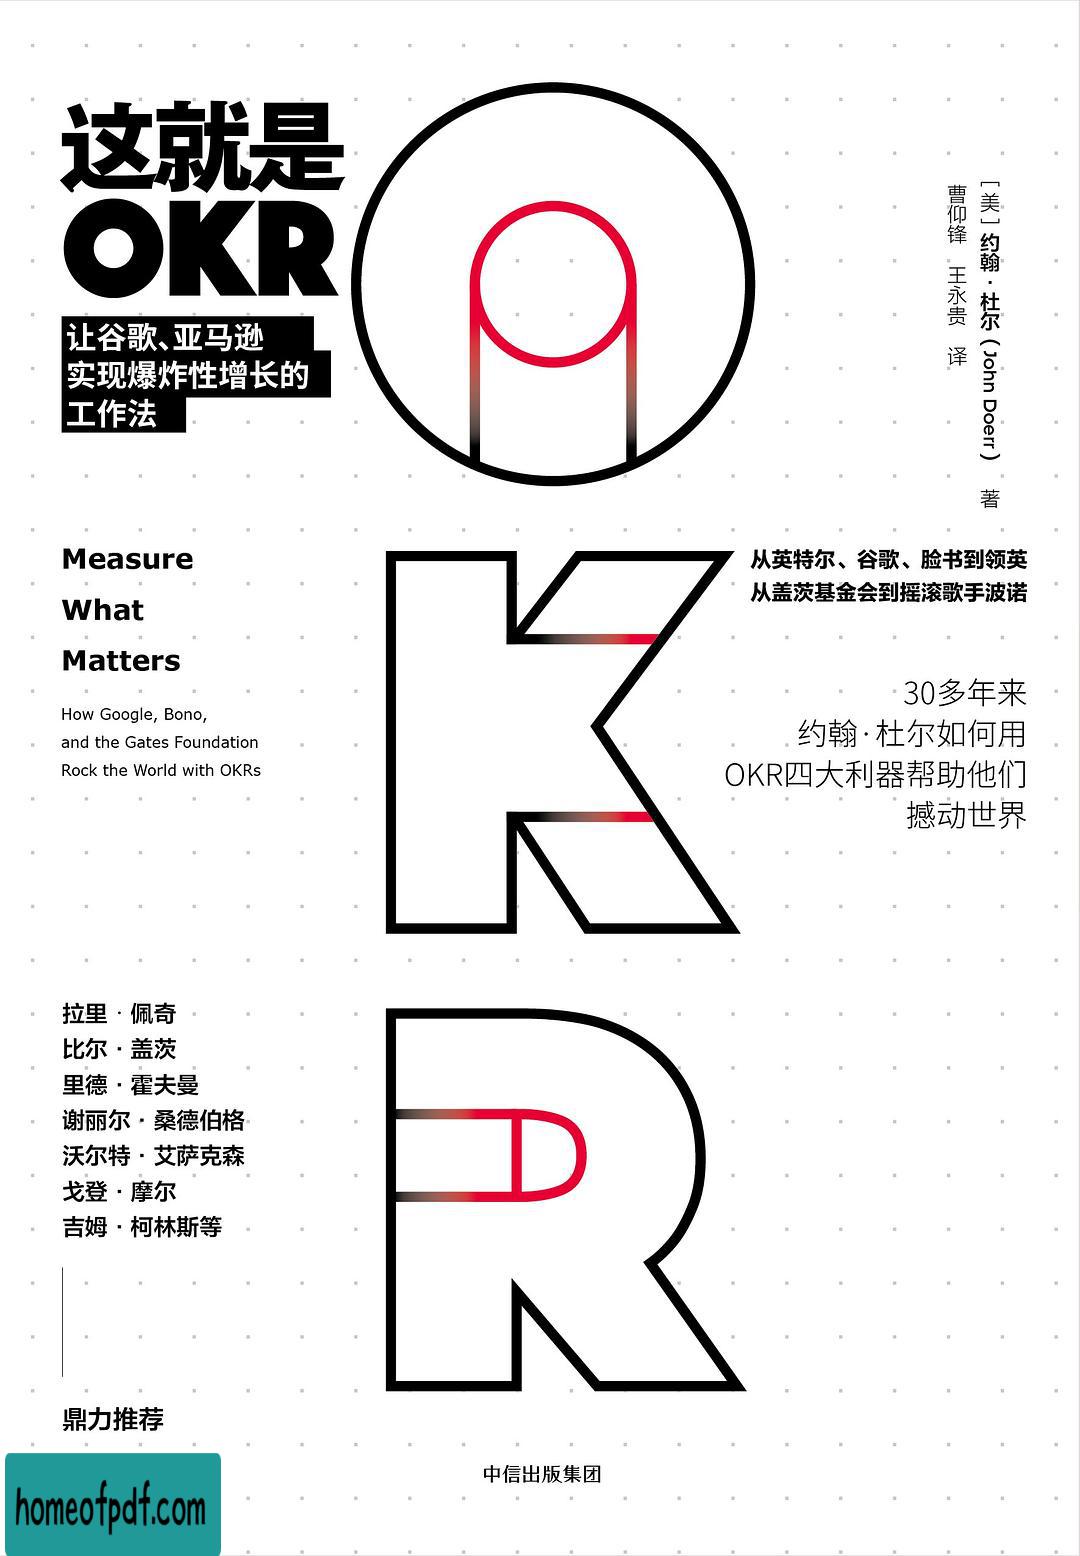 这就是
OKR
让谷歌、亚马逊
实现爆炸性增长的
工作法
[美] 约翰·杜尔 (John Doerr) 著
曹仰锋 王永贵 译
Measure
What
Matters
How Google, Bono,
and the Gates Foundation
Rock the World with OKRs
从英特尔、谷歌、脸书到领英
从盖茨基金会到摇滚歌手波诺
30多年来
约翰·杜尔如何用
OKR四大利器帮助他们
撼动世界
OKR
拉里·佩奇
比尔·盖茨
里德·霍夫曼
谢丽尔·桑德伯格
沃尔特·艾萨克森
戈登·摩尔
吉姆·柯林斯等
鼎力推荐
中信出版集团
homeofpdf.com